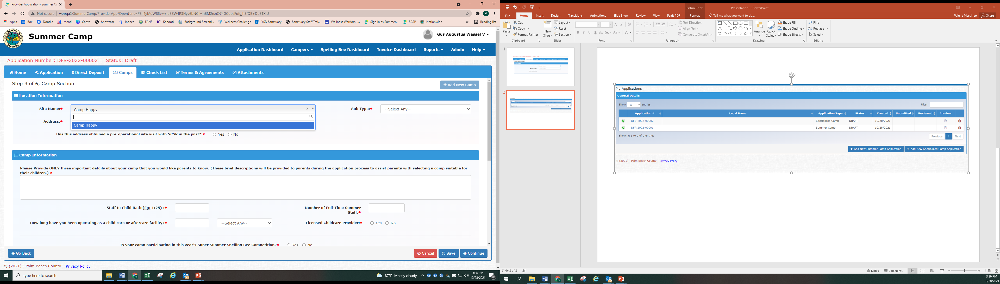 Provider Application- Summer C
Not secure | webqa2/SummerCamp/ProviderApp/Open?enc=P8Il4yMoW88v++iuBZW4R3Hyv6bNClMnBM2rsnO74GCopzFofgjh5fQB+Do8TXIU
Apps Box Doodle Menti Canva Showcase Indeed FANS Kahoot! Background Screeni... Wellness Challenge YSD Sanctuary Sanctuary Staff Trai... Wellness Warriors -... Sign In as Summer... SCSP Nationwide » Reading list
PALM BEACH COUNTY FLORIDA
Summer Camp
Gus Augustus Wessel V
Application Dashboard Campers Spelling Bee Dashboard Invoice Dashboard Reports Admin Help
Application Number: DFS-2022-00002 Status: Draft
Home Application $ Direct Deposit Camps Check List Terms & Agreements Attachments
Step 3 of 6, Camp Section
+ Add New Camp
Location Information
Site Name:* Camp Happy × Sub Type:* --Select Any--
Camp Happy
Address:*
Has this address obtained a pre-operational site visit with SCSP in the past?:* Yes No
Camp Information
Please Provide ONLY three important details about your camp that you would like parents to know. (These brief descriptions will be provided to parents during the application process to assist parents with selecting a camp suitable for
their children.) *
Staff to Child Ratio(Eg: 1:25) :* Number of Full-Time Summer
Staff:*
How long have you been operating as a child care or aftercare facility?* --Select Any-- Licensed Childcare Provider:* Yes No
Is your camp participating in this year's Super Summer Spelling Bee Competition?* Yes No
Go Back Cancel Save Continue
© (2021) - Palm Beach County Privacy Policy
Type here to search
87°F Mostly cloudy
3:36 PM
10/28/2021
20
Picture Tools
Presentation1 - PowerPoint
File Home Insert Design Transitions Animations Slide Show Review View Foxit PDF Format Tell me what you want to do... Valerie Messineo Share
Paste Cut Copy Format Painter
Clipboard
New Slide Layout Reset Section
Slides
B I U S abc AV Aa A
Font
Text Direction Align Text Convert to SmartArt
Paragraph
Arrange Quick Styles Shape Fill Shape Outline Shape Effects
Drawing
Find Replace Select
Editing
1
2
My Applications
General Details
Show 10 entries Filter:
Application # Legal Name Application Type Status Created Submitted Reviewed Preview
DFS-2022-00002 Specialized Camp DRAFT 10/28/2021
DFR-2022-00001 Summer Camp DRAFT 10/28/2021
Showing 1 to 2 of 2 entries Previous 1 Next
+ Add New Summer Camp Application + Add New Specialized Camp Application
© (2021) - Palm Beach County Privacy Policy
Slide 2 of 2 Notes Comments 115%
3:36 PM
10/28/2021